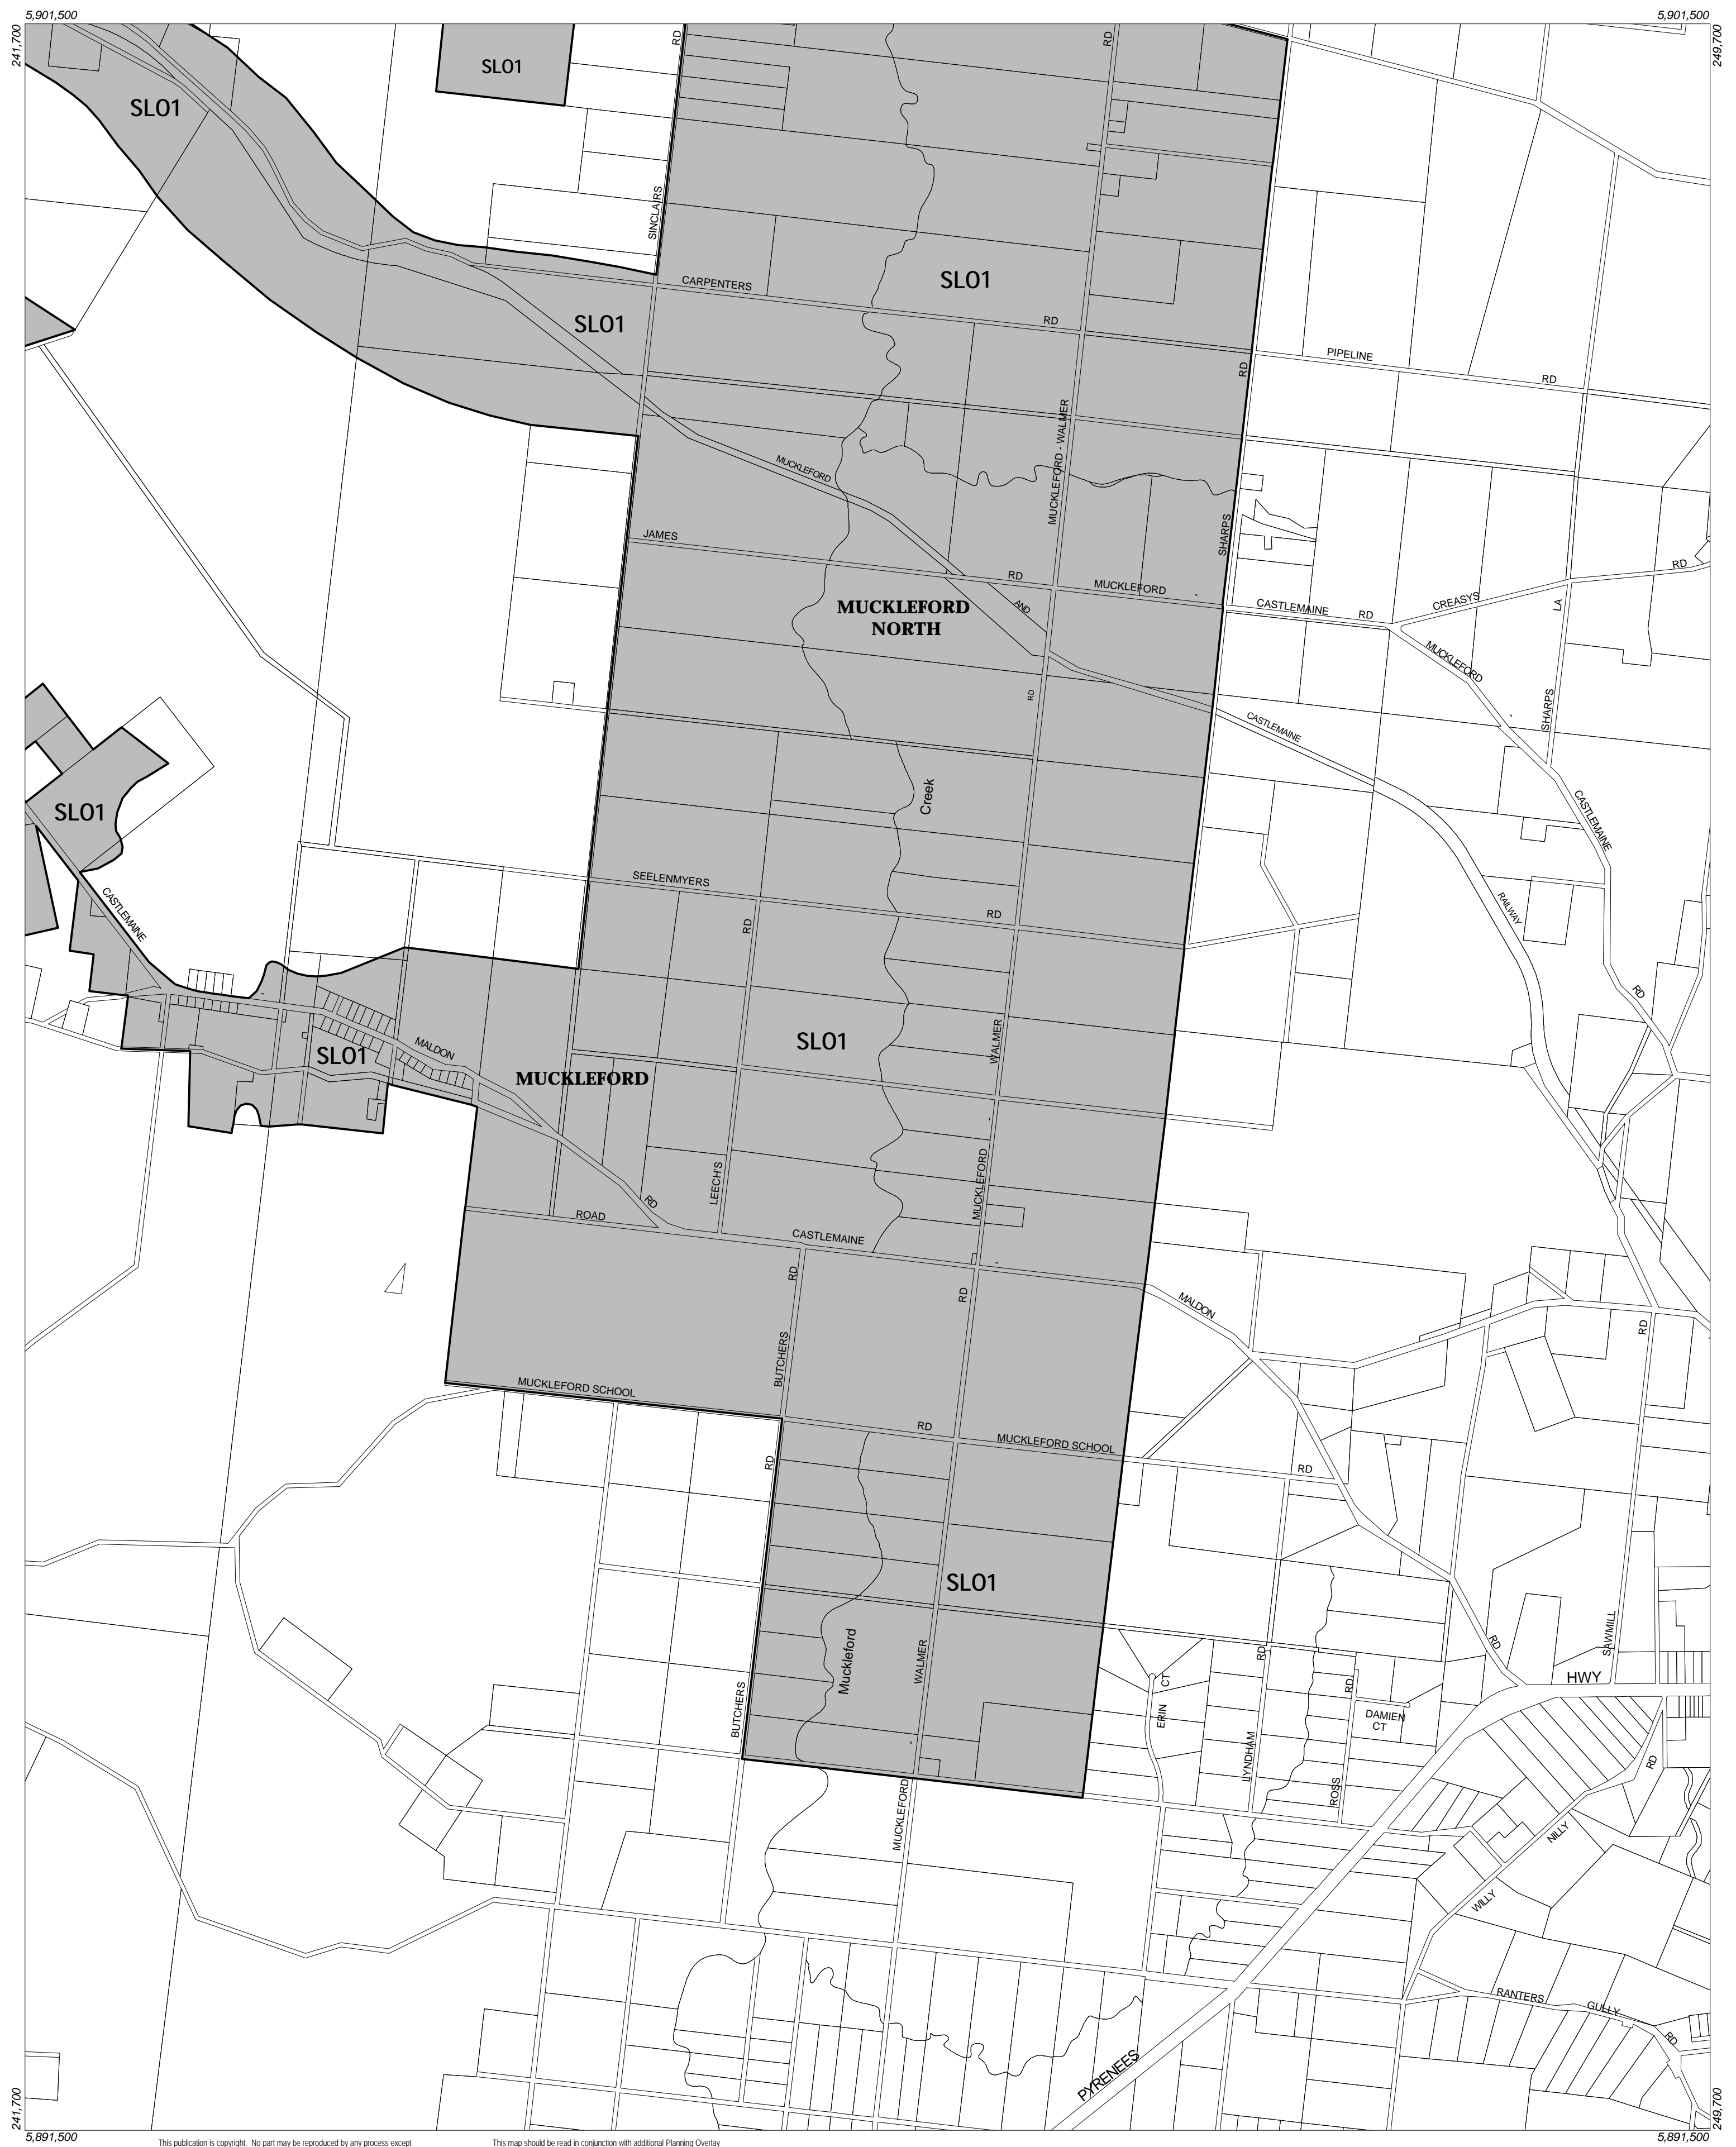 5,901,500
5,901,500
241,700
249,700
RD
RD
SLO1
SLO1
SINCLAIRS
CARPENTERS
SLO1
SLO1
RD
PIPELINE
RD
RD
MUCKLEFORD - WALMER
MUCKLEFORD
SHARPS
JAMES
RD
MUCKLEFORD
AND
MUCKLEFORD
NORTH
CASTLEMAINE
RD
CREASYS
RD
LA
MUCKLEFORD
SHARPS
RD
CASTLEMAINE
Creek
CASTLEMAINE
SLO1
SEELENMYERS
RD
RD
CASTLEMAINE
RAILWAY
RD
SLO1
WALMER
SLO1
MALDON
MUCKLEFORD
LEECH'S
MUCKLEFORD
RD
ROAD
CASTLEMAINE
RD
RD
MALDON
RD
BUTCHERS
MUCKLEFORD SCHOOL
RD
MUCKLEFORD SCHOOL
RD
RD
SLO1
Muckleford
WALMER
RD
SAWMILL
HWY
BUTCHERS
ERIN
CT
RD
LYNDHAM
RD
ROSS
DAMIEN
CT
RD
MUCKLEFORD
NILLY
WILLY
RANTERS
GULLY
RD
PYRENEES
241,700
249,700
5,891,500
5,891,500
This publication is copyright. No part may be reproduced by any process except
This map should be read in conjunction with additional Planning Overlay